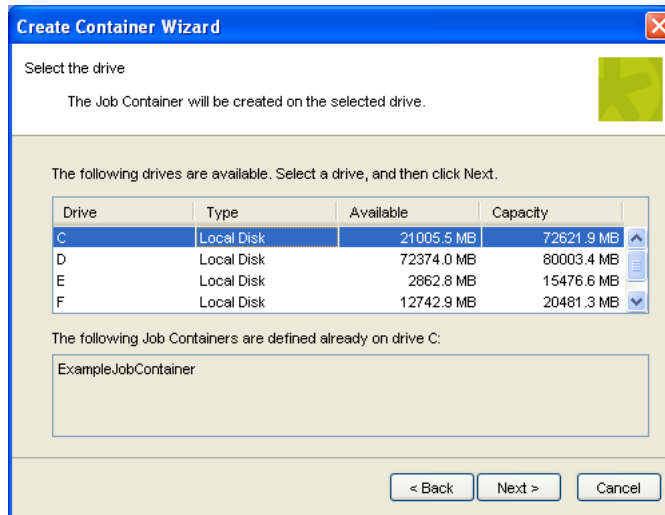 Create Container Wizard
Select the drive
The Job Container will be created on the selected drive.
The following drives are available. Select a drive, and then click Next.
Drive Type Available Capacity
C Local Disk 21005.5 MB 72621.9 MB
D Local Disk 72374.0 MB 80003.4 MB
E Local Disk 2862.8 MB 15476.6 MB
F Local Disk 12742.9 MB 20481.3 MB
The following Job Containers are defined already on drive C:
ExampleJobContainer
< Back Next > Cancel